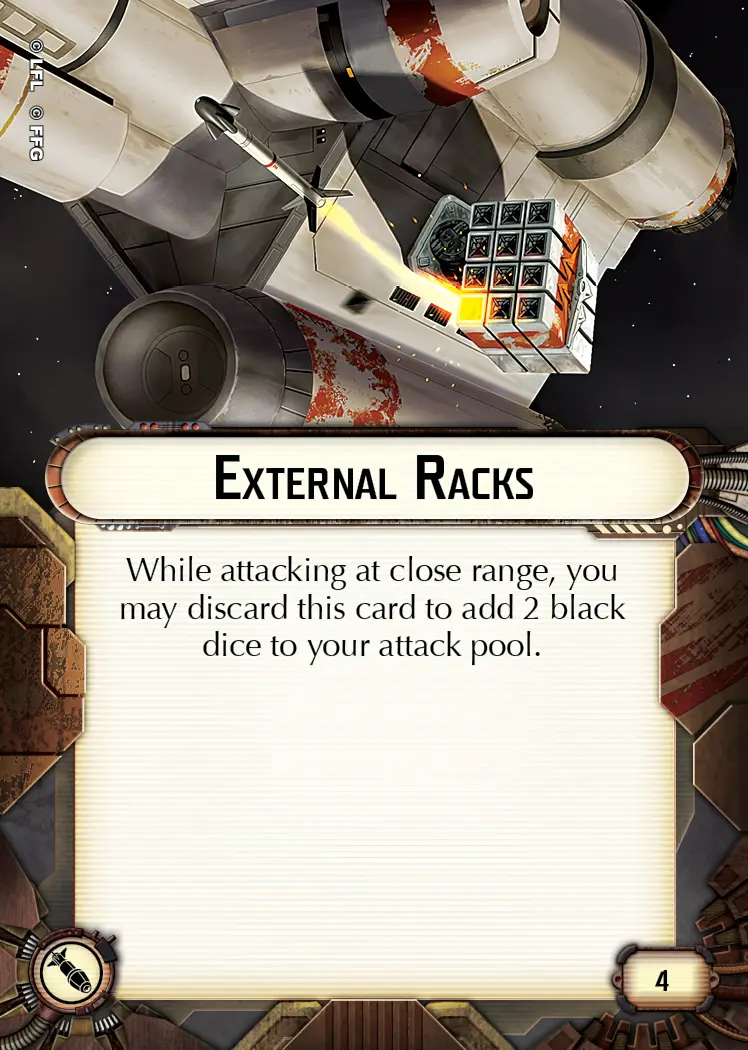 © LFL © FFG
External Racks
While attacking at close range, you
may discard this card to add 2 black
dice to your attack pool.
4